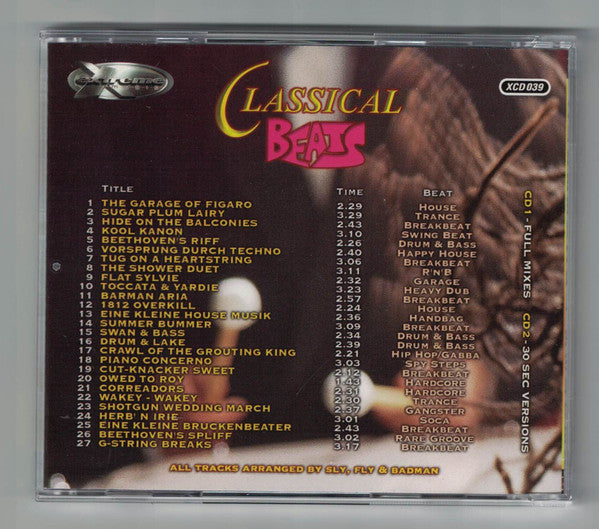 CLASSICAL
BEATS
XCD 039
TITLE TIME BEAT
1 THE GARAGE OF FIGARO 2.29 HOUSE
2 SUGAR PLUM LAIRY 3.29 TRANCE
3 HIDE ON THE BALCONIES 2.43 BREAKBEAT
4 KOOL KANON 3.10 SWING BEAT
5 BEETHOVEN'S RIFF 2.26 DRUM & BASS
6 VORSPRUNG DURCH TECHNO 2.40 HAPPY HOUSE
7 TUG ON A HEARTSTRING 3.06 BREAKBEAT
8 THE SHOWER DUET 3.11 R'N'B
9 FLAT SYLVIE 2.32 GARAGE
10 TOCCATA & YARDIE 3.23 HEAVY DUB
11 BARMAN ARIA 2.57 BREAKBEAT
12 1812 OVERKILL 2.24 HOUSE
13 EINE KLEINE HOUSE MUSIK 2.36 HANDBAG
14 SUMMER BUMMER 3.09 BREAKBEAT
15 SWAN & BASS 2.34 DRUM & BASS
16 DRUM & LAKE 2.39 DRUM & BASS
17 CRAWL OF THE GROUTING KING 2.21 HIP HOP/GABBA
18 PIANO CONCERNO 3.03 SPY STEPS
19 CUT-KNACKER SWEET 2.12 BREAKBEAT
20 OWED TO ROY 1.43 HARDCORE
21 CORREADORS 2.31 HARDCORE
22 WAKEY - WAKEY 2.30 TRANCE
23 SHOTGUN WEDDING MARCH 2.37 GANGSTER
24 HERB' N IRIE 3.01 SOCA
25 EINE KLEINE BRUCKENBEATER 2.43 BREAKBEAT
26 BEETHOVEN'S SPLIFF 3.02 RARE GROOVE
27 G-STRING BREAKS 3.17 BREAKBEAT
CD1 - FULL MIXES CD2 - 30 SEC VERSIONS
ALL TRACKS ARRANGED BY SLY, FLY & BADMAN